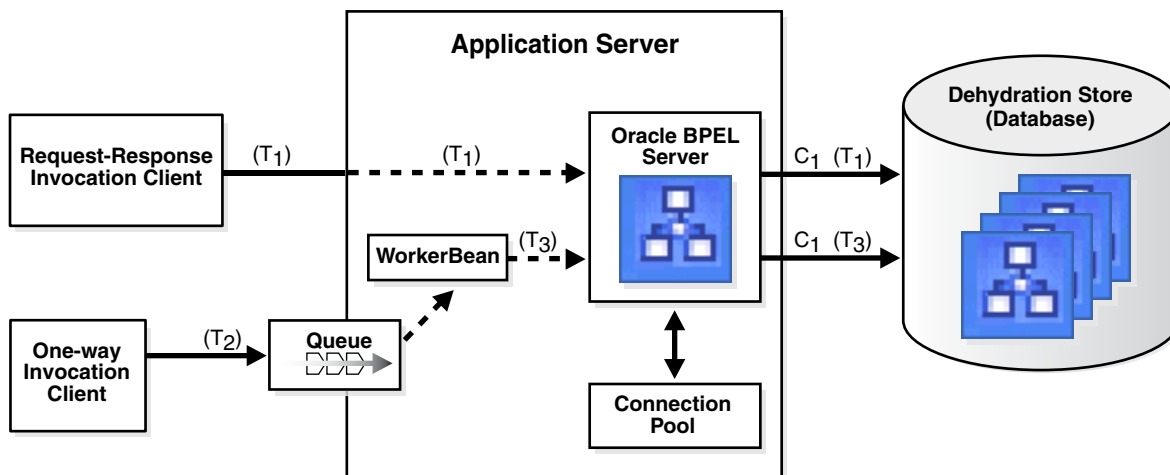 Application Server
Dehydration Store
(Database)
Request-Response
Invocation Client
(T1)
(T1)
Oracle BPEL
Server
C1 (T1)
WorkerBean
(T3)
C1 (T3)
One-way
Invocation
Client
(T2)
Queue
Connection
Pool